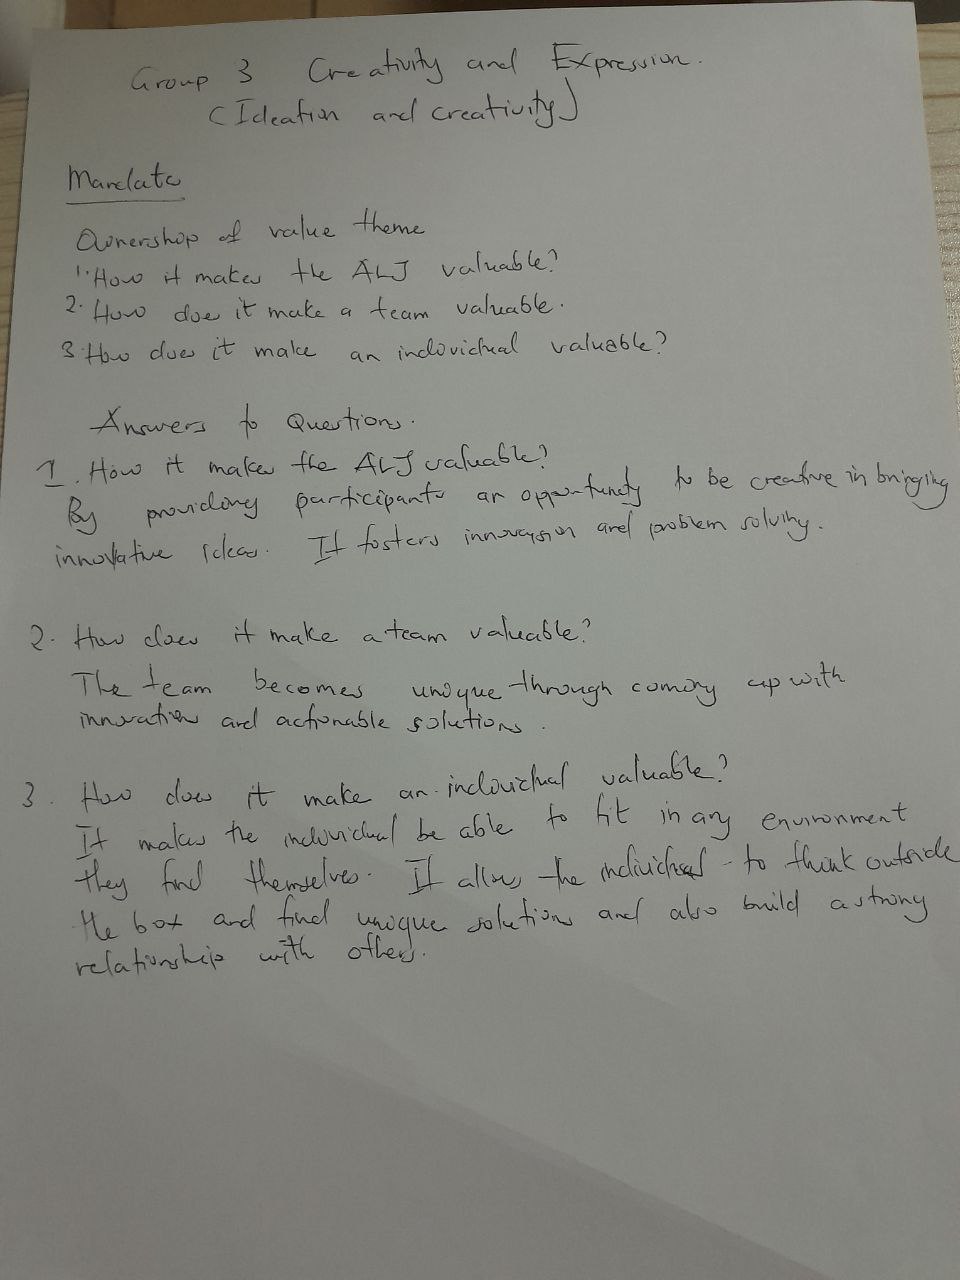 Group 3 Creativity and Expression.
(Ideation and creativity)
Mandate
Ownership of value theme
1. How it makes the ALJ valuable?
2. How does it make a team valuable.
3. How does it make an individual valuable?
Answers to Questions.
1. How it makes the ALJ valuable?
By providing participants an opportunity to be creative in bringing
innovative ideas. It fosters innovation and problem solving.
2. How does it make a team valuable?
The team becomes unique through coming up with
innovative and actionable solutions.
3. How does it make an individual valuable?
It makes the individual be able to fit in any environment
they find themselves. It allows the individual to think outside
the box and find unique solutions and also build a strong
relationship with others.